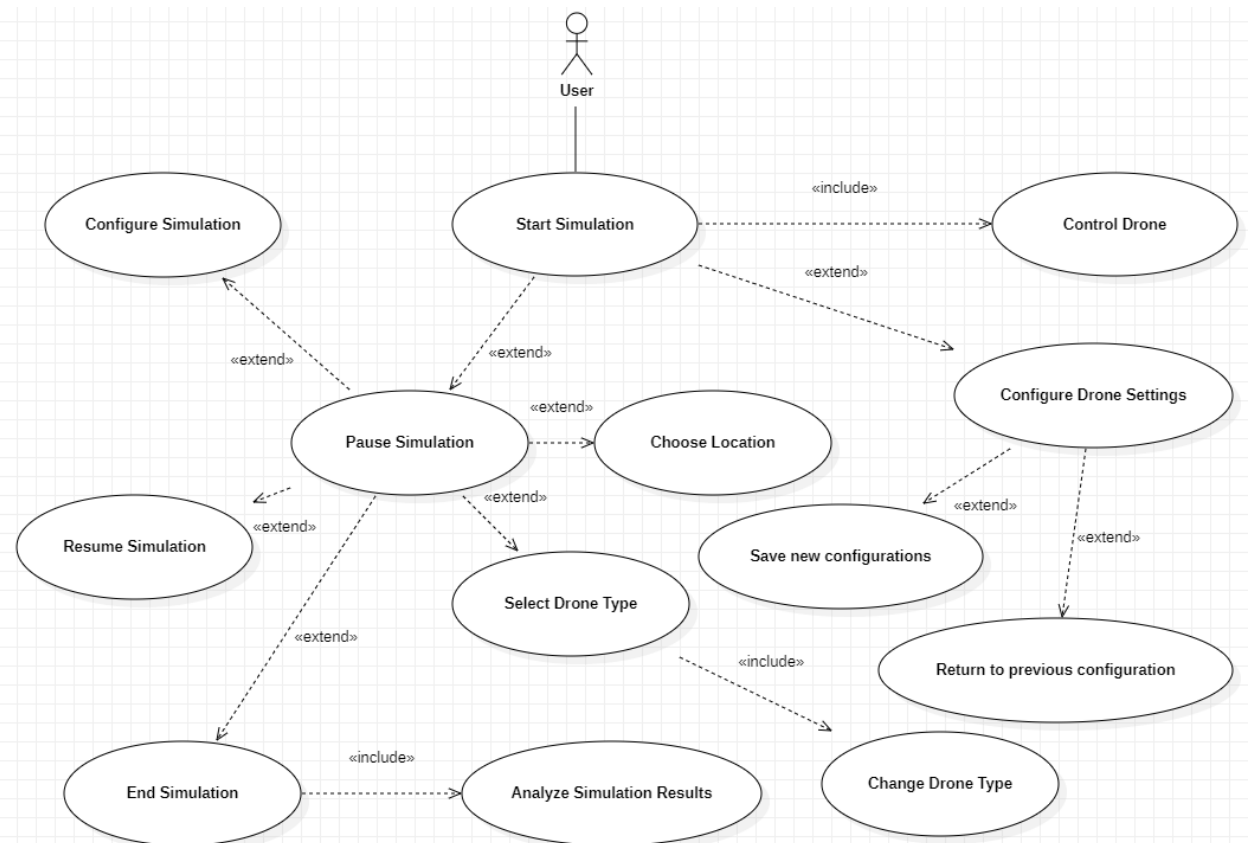 User
«include»
Configure Simulation
Start Simulation
Control Drone
«extend»
«extend»
«extend»
Configure Drone Settings
«extend»
Pause Simulation
Choose Location
«extend»
«extend»
«extend»
Resume Simulation
«extend»
Save new configurations
Select Drone Type
«extend»
«include»
Return to previous configuration
«include»
Change Drone Type
End Simulation
Analyze Simulation Results